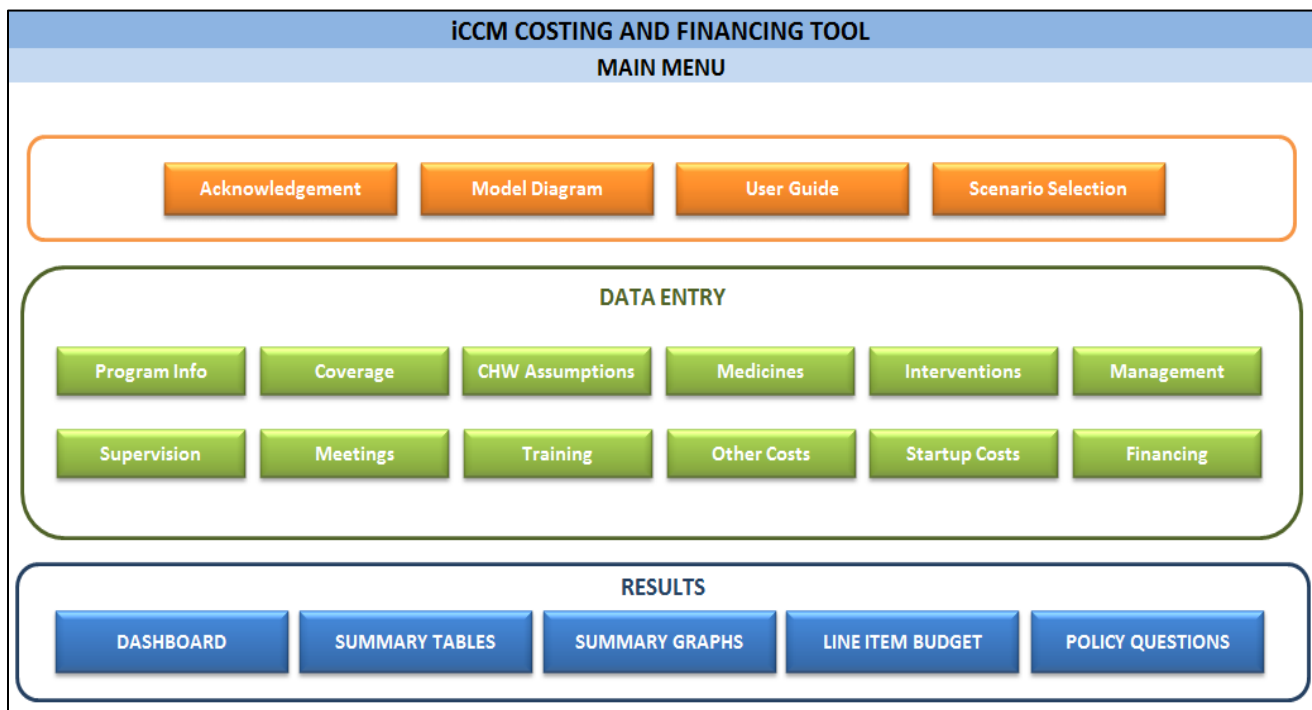 iCCM COSTING AND FINANCING TOOL
MAIN MENU
Acknowledgement Model Diagram User Guide Scenario Selection
DATA ENTRY
Program Info Coverage CHW Assumptions Medicines Interventions Management
Supervision Meetings Training Other Costs Startup Costs Financing
RESULTS
DASHBOARD SUMMARY TABLES SUMMARY GRAPHS LINE ITEM BUDGET POLICY QUESTIONS